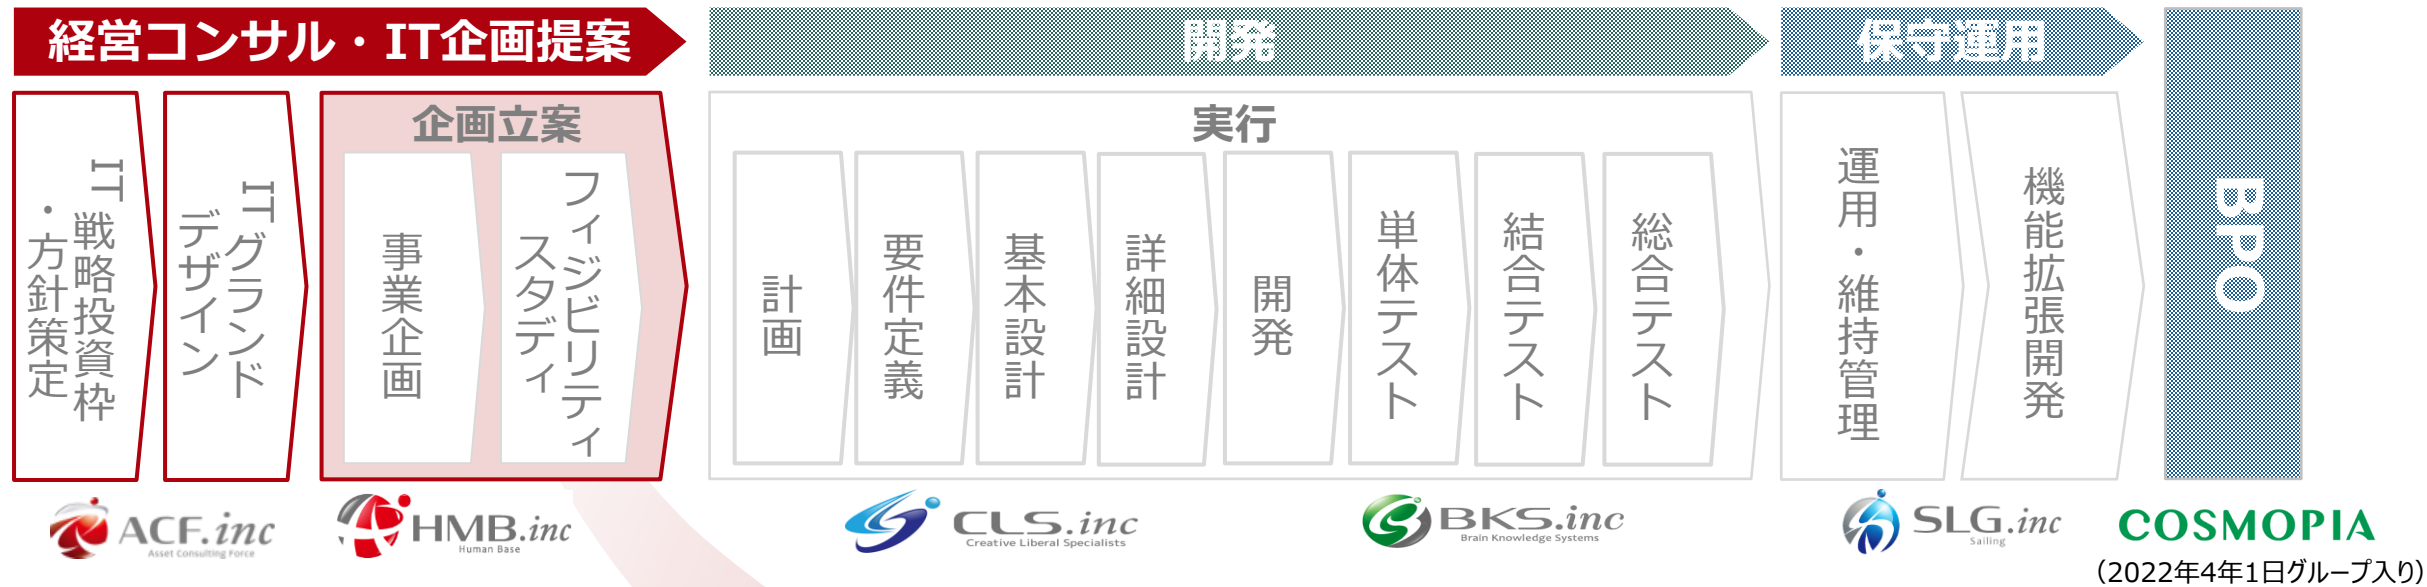 経営コンサル・IT企画提案
開発
保守運用
BPO
IT戦略投資枠
・方針策定
ITグランド
デザイン
企画立案
事業企画
フィジビリティ
スタディ
実行
計画
要件定義
基本設計
詳細設計
開発
単体テスト
結合テスト
総合テスト
運用・維持管理
機能拡張開発
ACF.inc
Asset Consulting Force
HMB.inc
Human Base
CLS.inc
Creative Liberal Specialists
BKS.inc
Brain Knowledge Systems
SLG.inc
Sailing
COSMOPIA
(2022年4年1日グループ入り)